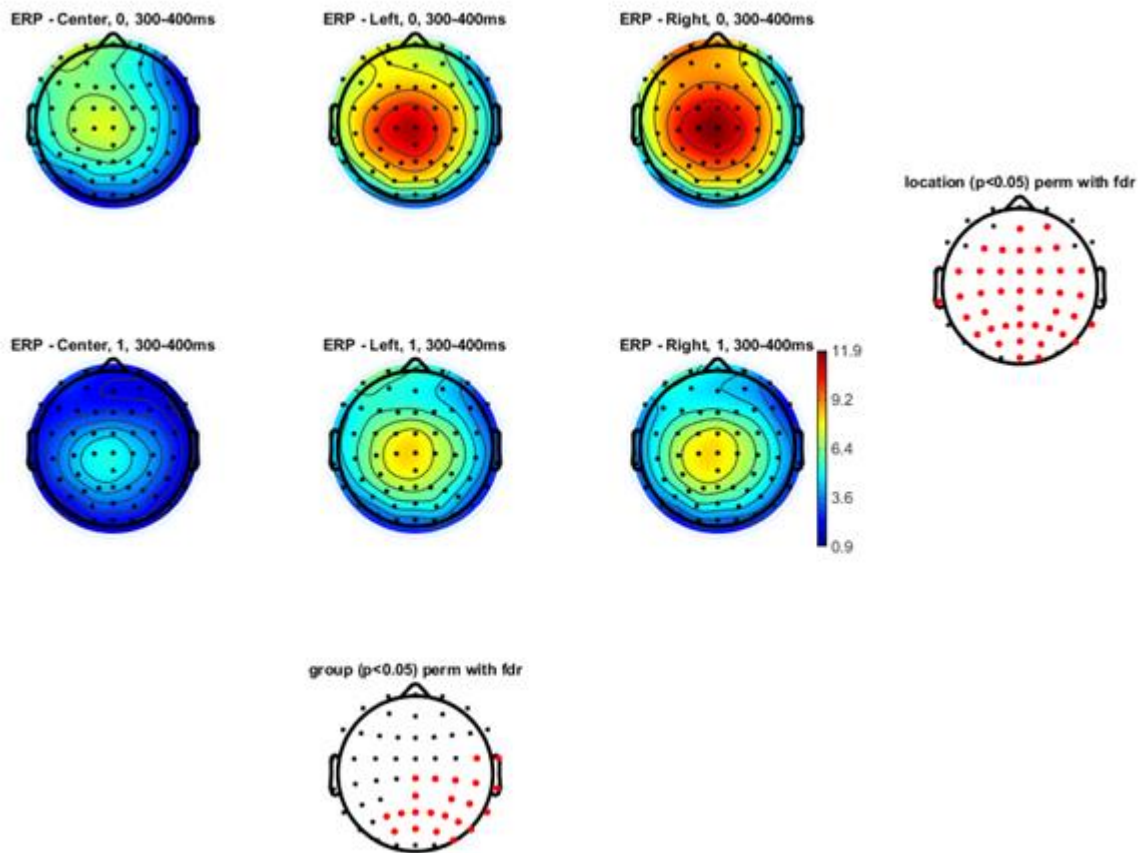 ERP - Center, 0, 300-400ms
ERP - Left, 0, 300-400ms
ERP - Right, 0, 300-400ms
location (p<0.05) perm with fdr
ERP - Center, 1, 300-400ms
ERP - Left, 1, 300-400ms
ERP - Right, 1, 300-400ms
11.9
9.2
6.4
3.6
0.9
group (p<0.05) perm with fdr